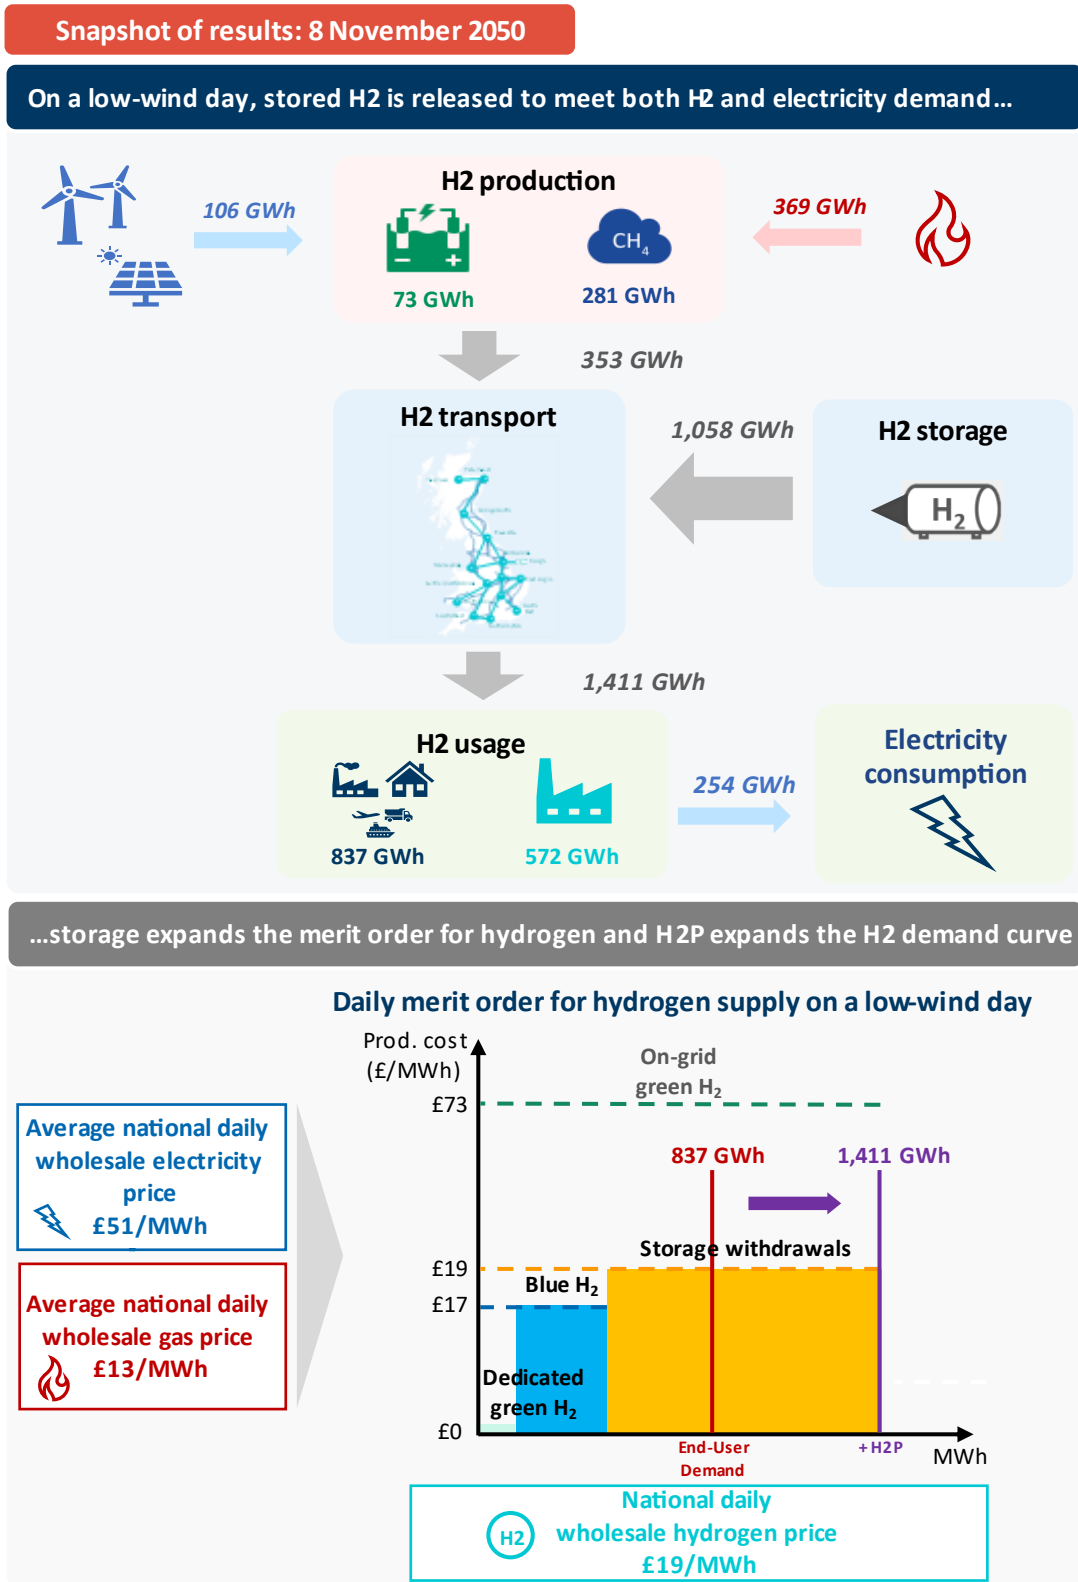 Snapshot of results: 8 November 2050
On a low-wind day, stored H2 is released to meet both H2 and electricity demand...
H2 production
106 GWh
369 GWh
CH4
73 GWh
281 GWh
353 GWh
H2 transport
1,058 GWh
H2 storage
H2
1,411 GWh
H2 usage
Electricity
consumption
254 GWh
837 GWh
572 GWh
...storage expands the merit order for hydrogen and H2P expands the H2 demand curve
Daily merit order for hydrogen supply on a low-wind day
Prod. cost
(£/MWh)
On-grid
green H2
£73
Average national daily
wholesale electricity
price
£51/MWh
837 GWh
1,411 GWh
Storage withdrawals
£19
Blue H2
£17
Average national daily
wholesale gas price
£13/MWh
Dedicated
green H2
£0
End-User
Demand
+H2P
MWh
National daily
wholesale hydrogen price
£19/MWh
H2